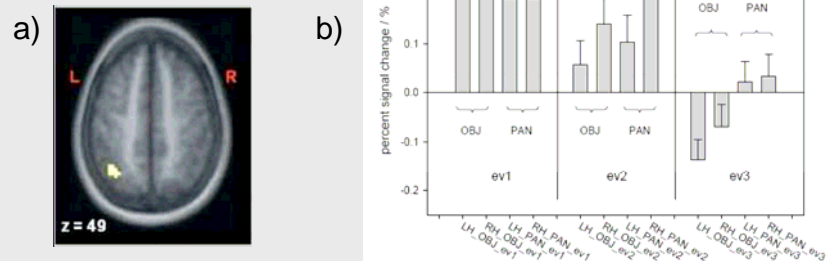 a)
L
R
z = 49
b)
percent signal change / %
0.1
0.0
-0.1
-0.2
OBJ
PAN
ev1
OBJ
PAN
ev2
OBJ
PAN
ev3
LH_OBJ_ev1
RH_OBJ_ev1
LH_PAN_ev1
RH_PAN_ev1
LH_OBJ_ev2
RH_OBJ_ev2
LH_PAN_ev2
RH_PAN_ev2
LH_OBJ_ev3
RH_OBJ_ev3
LH_PAN_ev3
RH_PAN_ev3